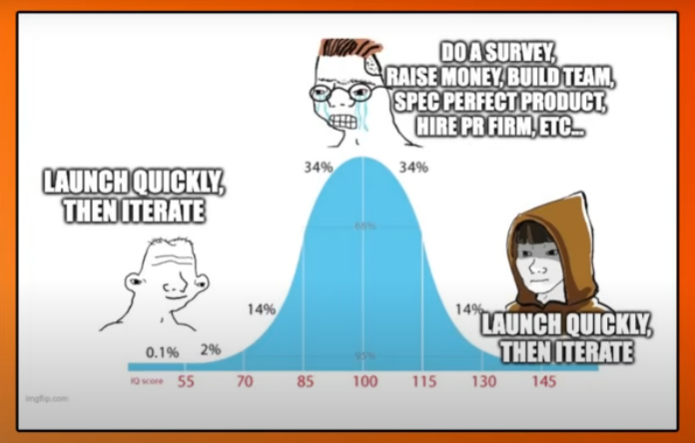 DO A SURVEY,
RAISE MONEY, BUILD TEAM,
SPEC PERFECT PRODUCT,
HIRE PR FIRM, ETC...
34%
34%
LAUNCH QUICKLY,
THEN ITERATE
68%
14%
14%
LAUNCH QUICKLY,
THEN ITERATE
0.1%
2%
95%
IQ score 55 70 85 100 115 130 145
imgflip.com